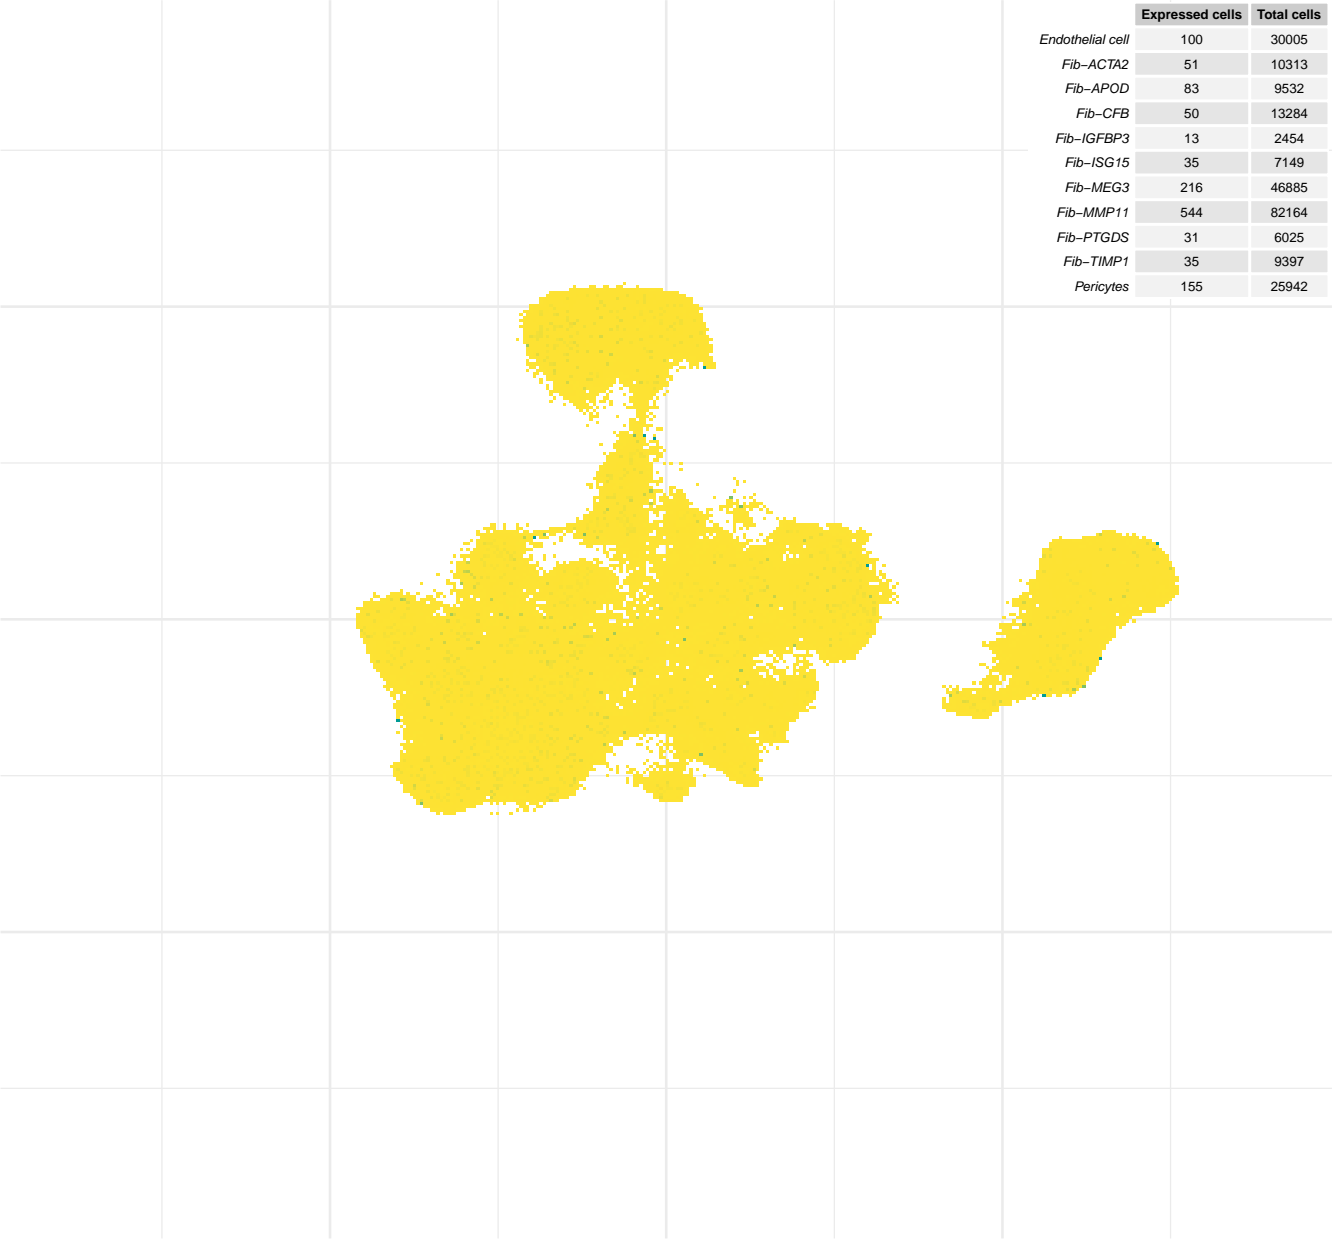 Expressed cells Total cells
Endothelial cell 100 30005
Fib−ACTA2 51 10313
Fib−APOD 83 9532
Fib−CFB 50 13284
Fib−IGFBP3 13 2454
Fib−ISG15 35 7149
Fib−MEG3 216 46885
Fib−MMP11 544 82164
Fib−PTGDS 31 6025
Fib−TIMP1 35 9397
Pericytes 155 25942